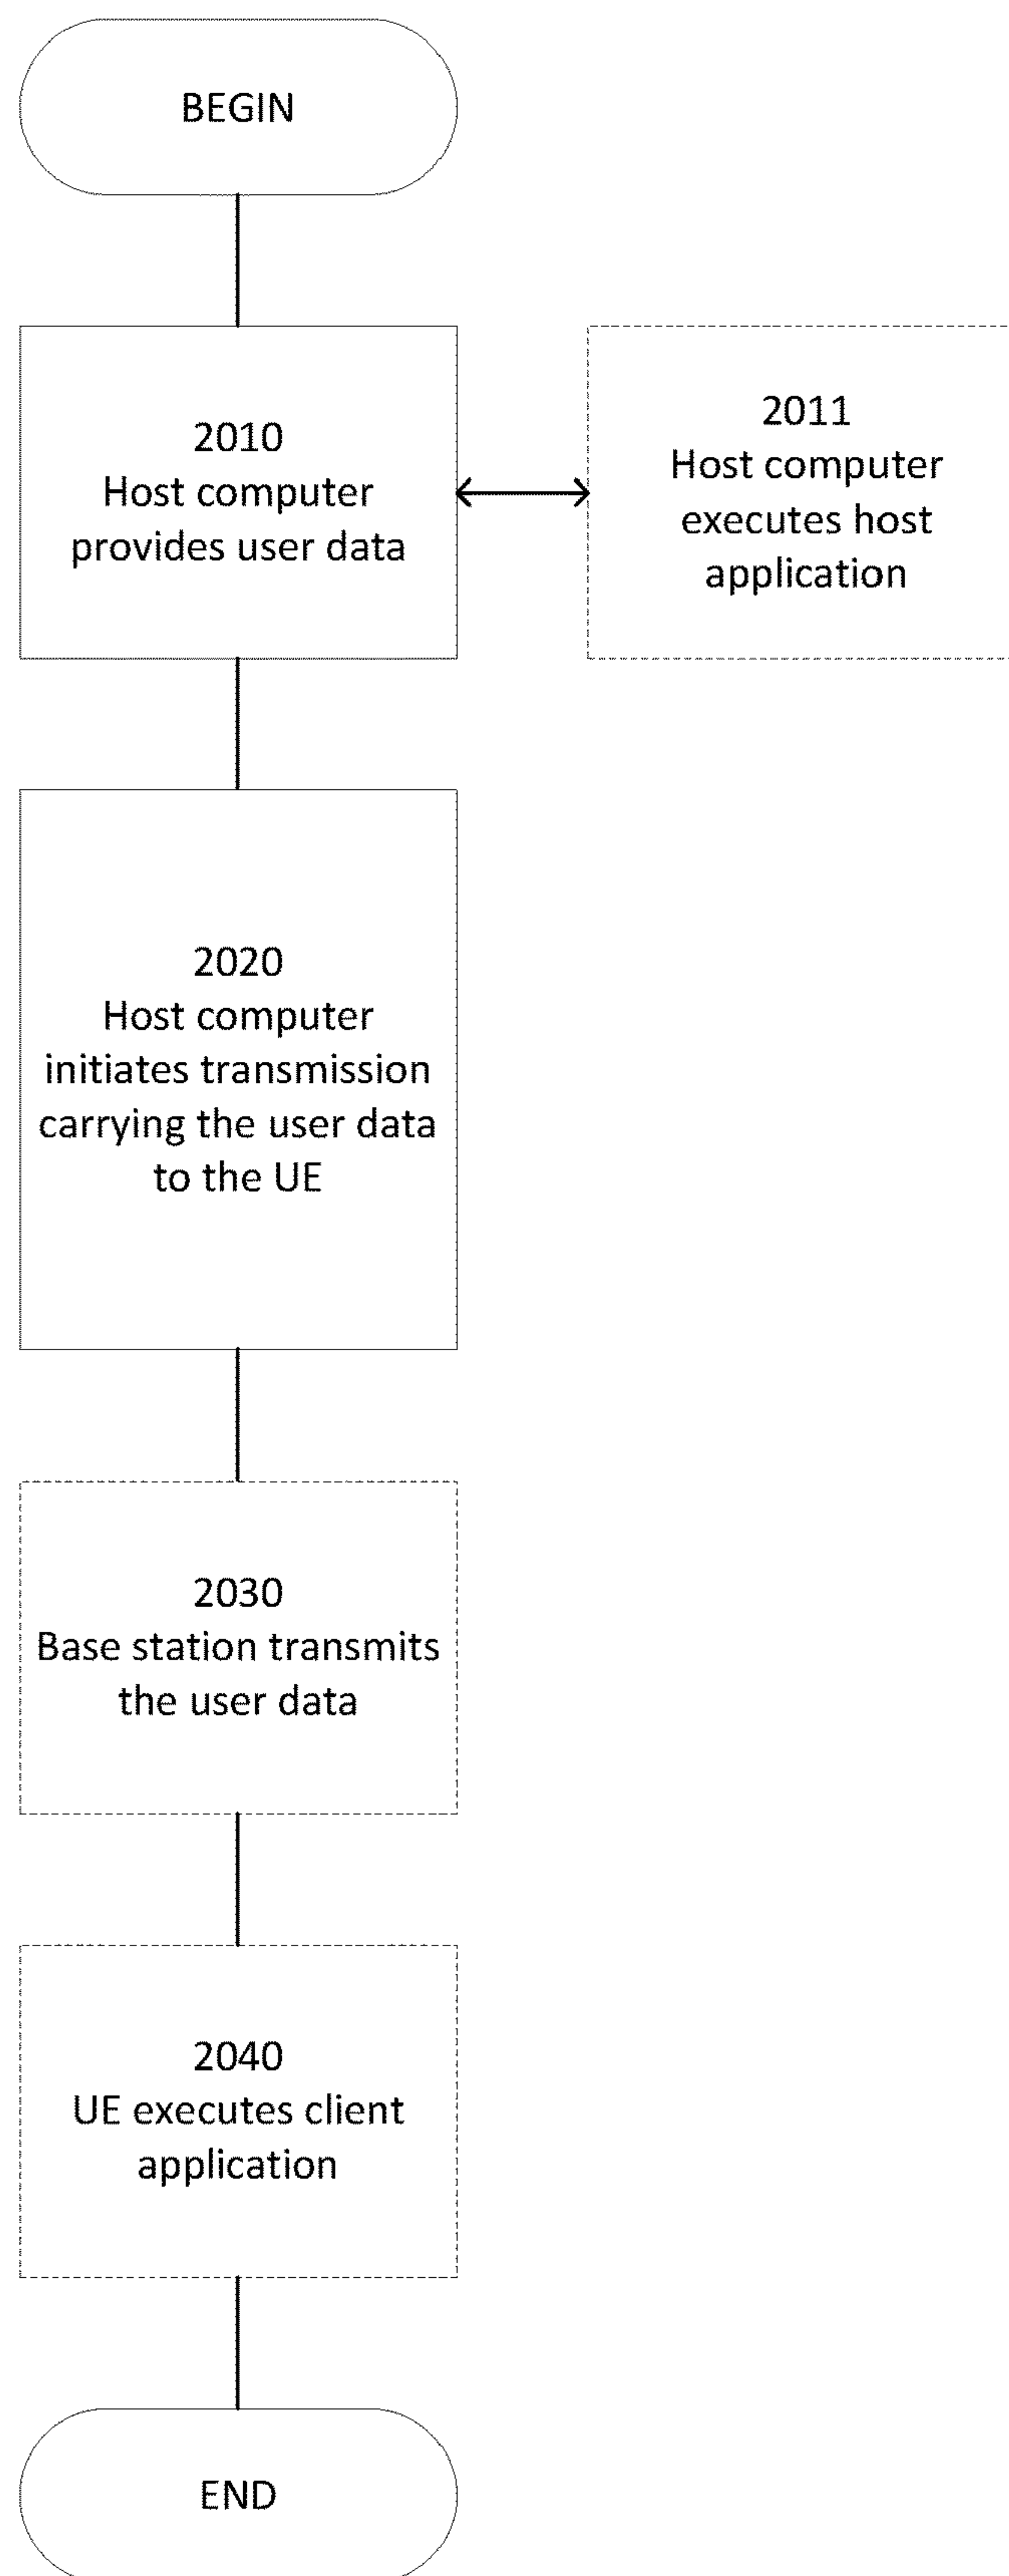 BEGIN
2010
Host computer
provides user data
2011
Host computer
executes host
application
2020
Host computer
initiates transmission
carrying the user data
to the UE
2030
Base station transmits
the user data
2040
UE executes client
application
END